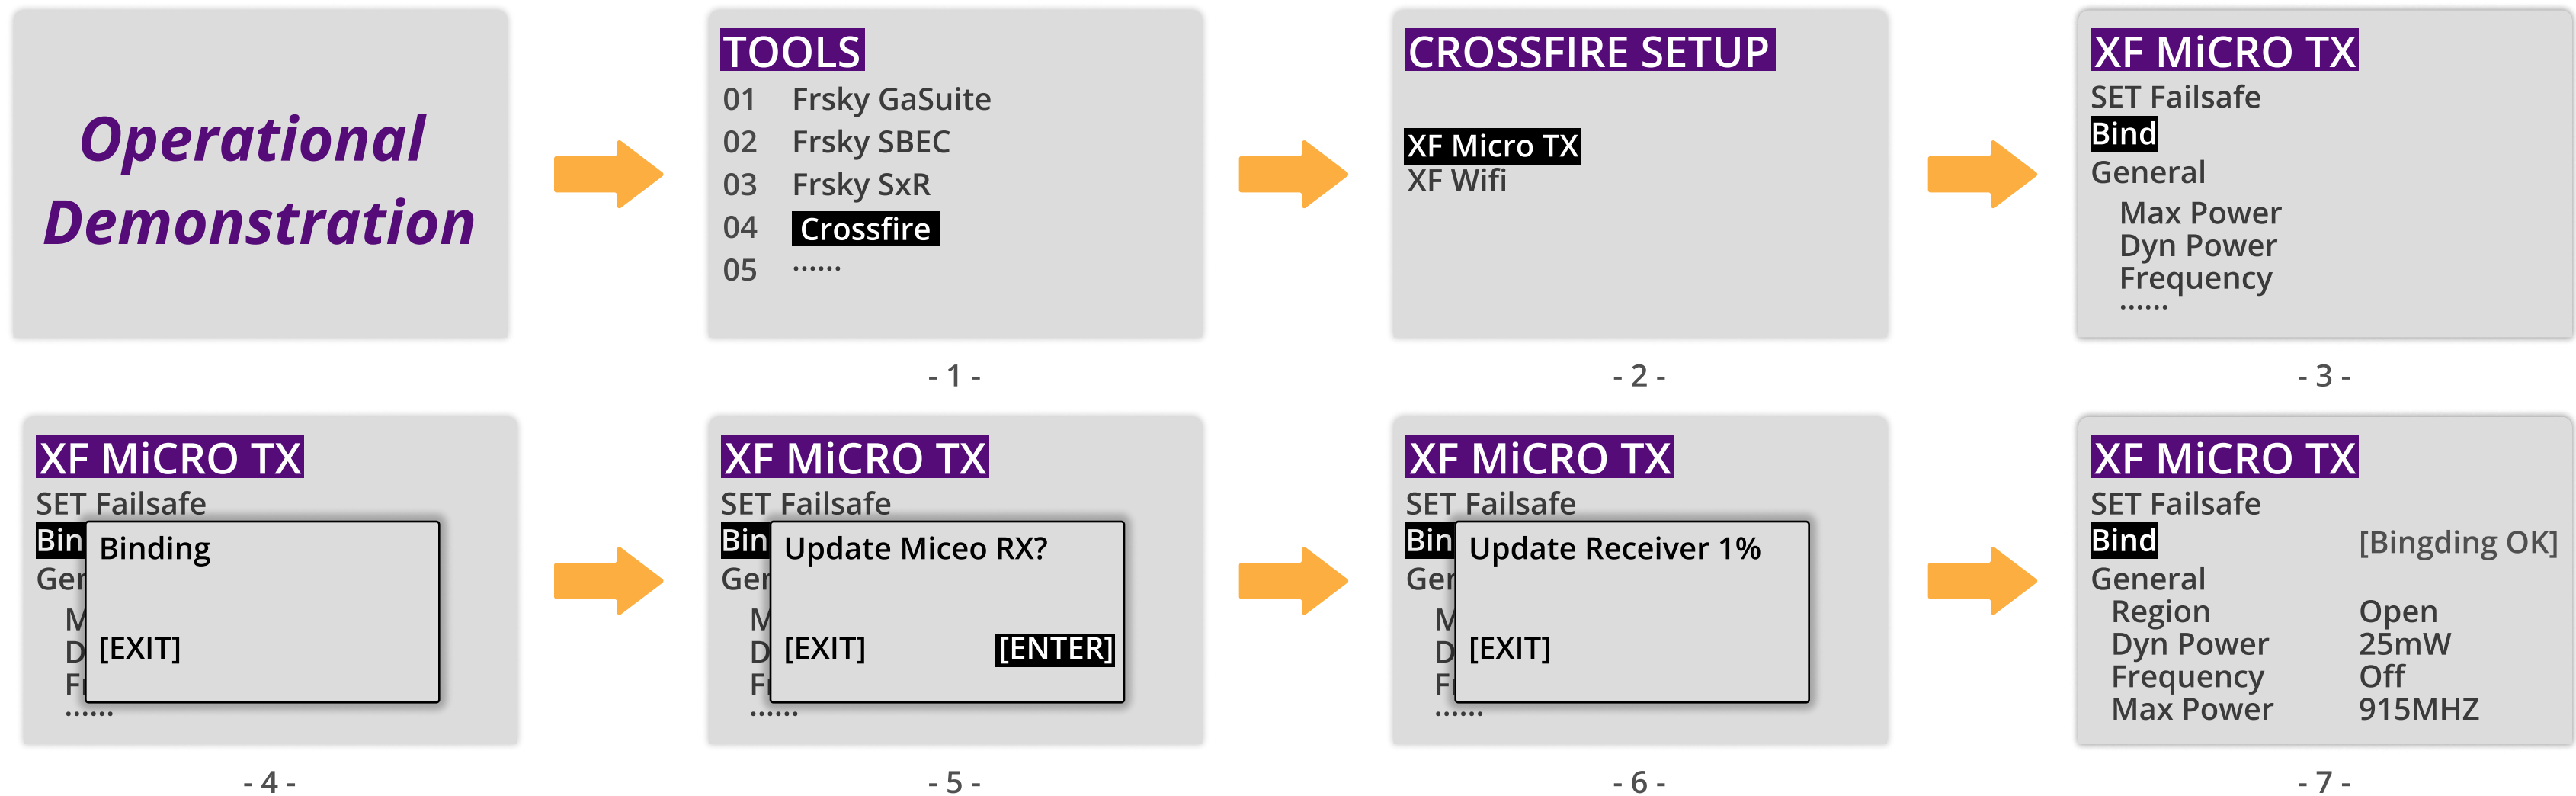 Operational
Demonstration
TOOLS
01 Frsky GaSuite
02 Frsky SBEC
03 Frsky SxR
04 Crossfire
05 ......
- 1 -
CROSSFIRE SETUP
XF Micro TX
XF Wifi
- 2 -
XF MiCRO TX
SET Failsafe
Bind
General
Max Power
Dyn Power
Frequency
......
- 3 -
XF MiCRO TX
SET Failsafe
Bin
Ger
M
D
Fr
......
Binding
[EXIT]
- 4 -
XF MiCRO TX
SET Failsafe
Bin
Ger
M
D
Fr
......
Update Miceo RX?
[EXIT] [ENTER]
- 5 -
XF MiCRO TX
SET Failsafe
Bin
Ger
M
D
Fr
......
Update Receiver 1%
[EXIT]
- 6 -
XF MiCRO TX
SET Failsafe
Bind [Bingding OK]
General
Region Open
Dyn Power 25mW
Frequency Off
Max Power 915MHZ
- 7 -